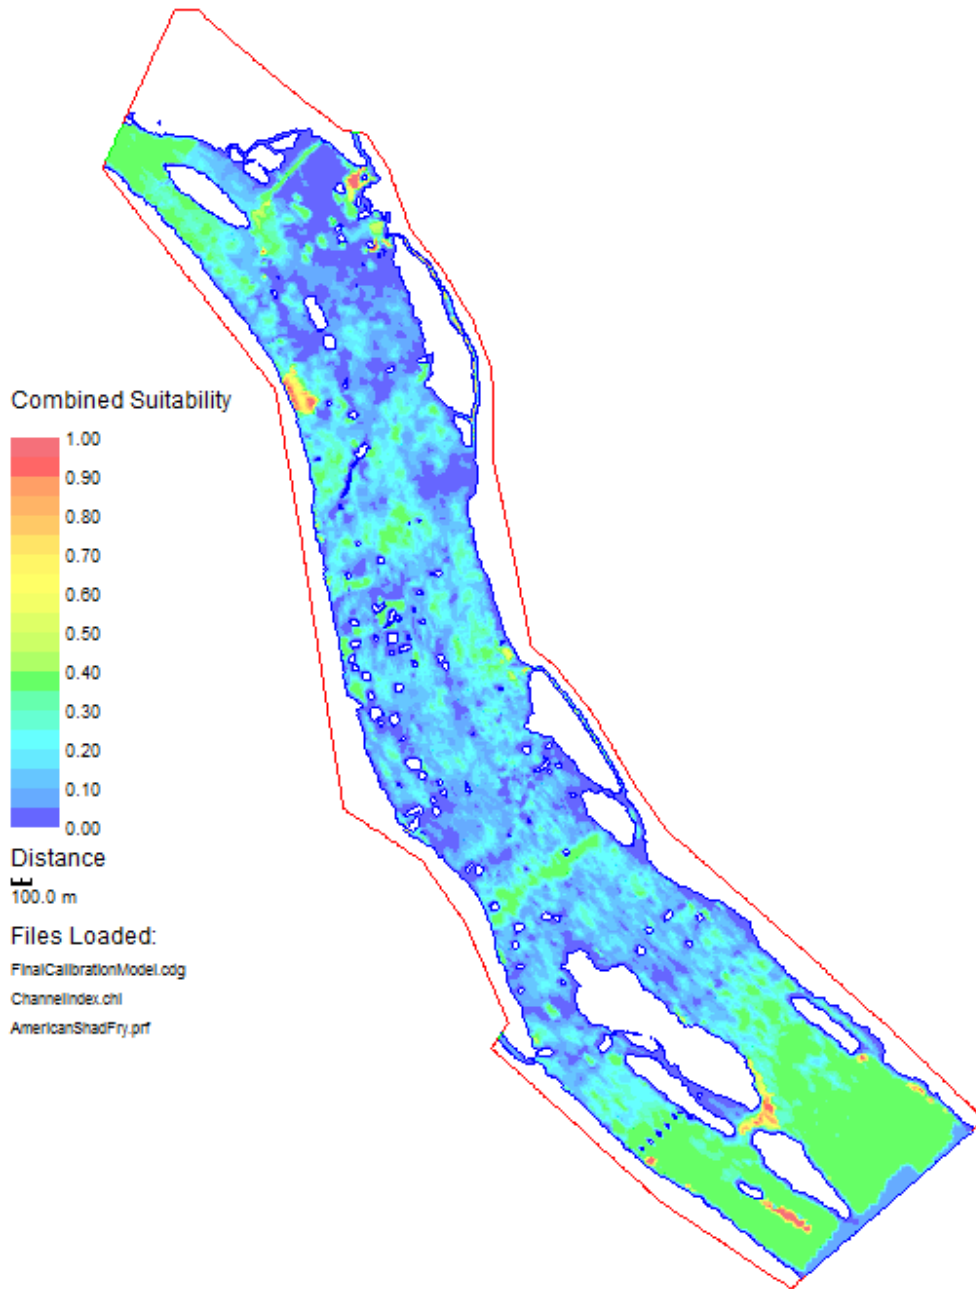 Combined Suitability
1.00
0.90
0.80
0.70
0.60
0.50
0.40
0.30
0.20
0.10
0.00
Distance
100.0 m
Files Loaded:
FinalCalibrationModel.cdg
ChannelIndex.chi
AmericanShadFry.prf